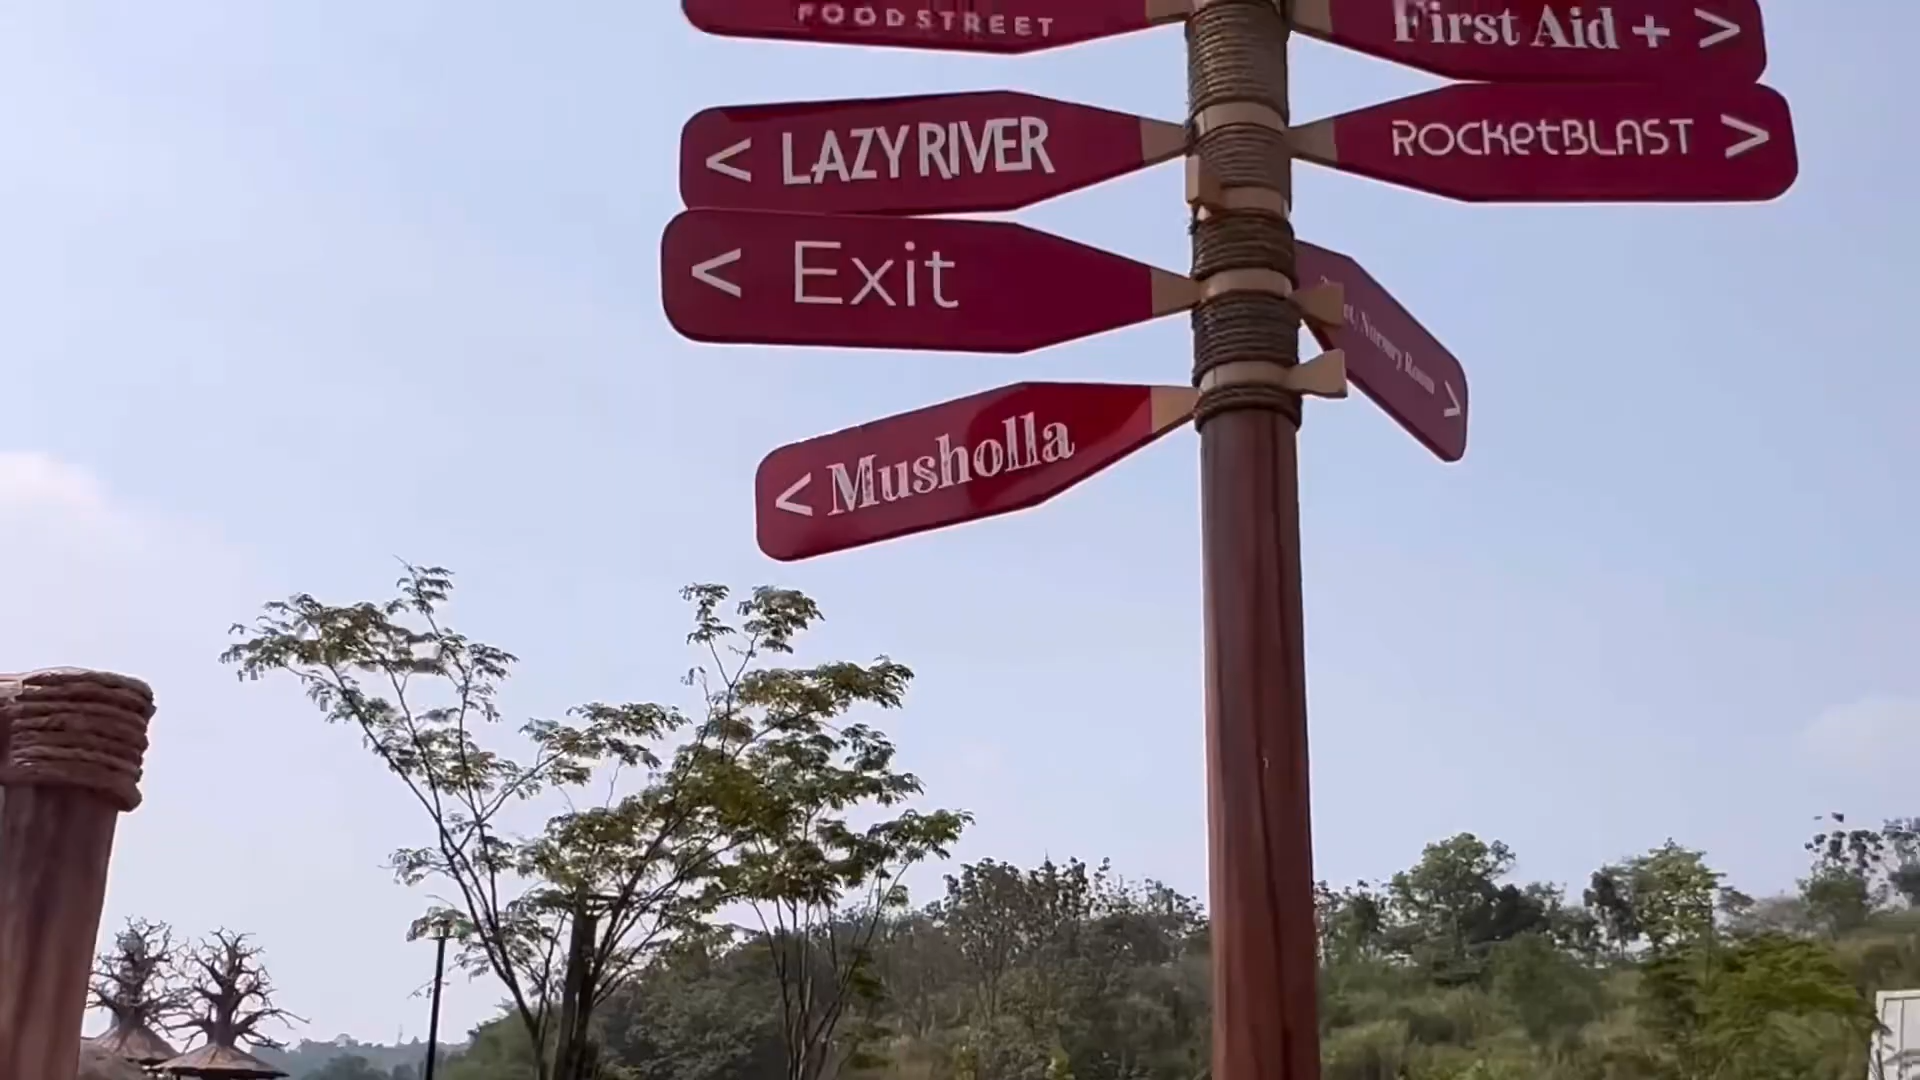 FOODSTREET
First Aid + >
< LAZY RIVER
ROCKetBLAST >
< Exit
Nursery Room >
< Musholla